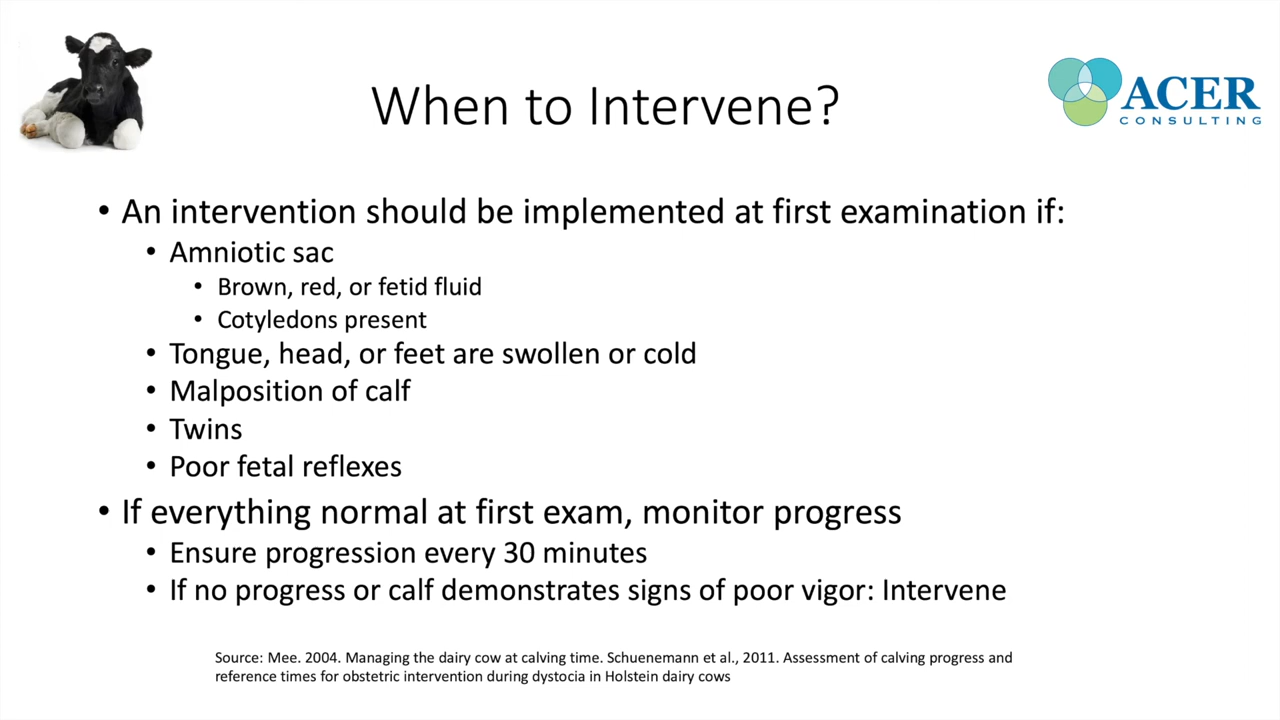 When to Intervene?
ACER
CONSULTING
• An intervention should be implemented at first examination if:
• Amniotic sac
• Brown, red, or fetid fluid
• Cotyledons present
• Tongue, head, or feet are swollen or cold
• Malposition of calf
• Twins
• Poor fetal reflexes
• If everything normal at first exam, monitor progress
• Ensure progression every 30 minutes
• If no progress or calf demonstrates signs of poor vigor: Intervene
Source: Mee. 2004. Managing the dairy cow at calving time. Schuenemann et al., 2011. Assessment of calving progress and
reference times for obstetric intervention during dystocia in Holstein dairy cows